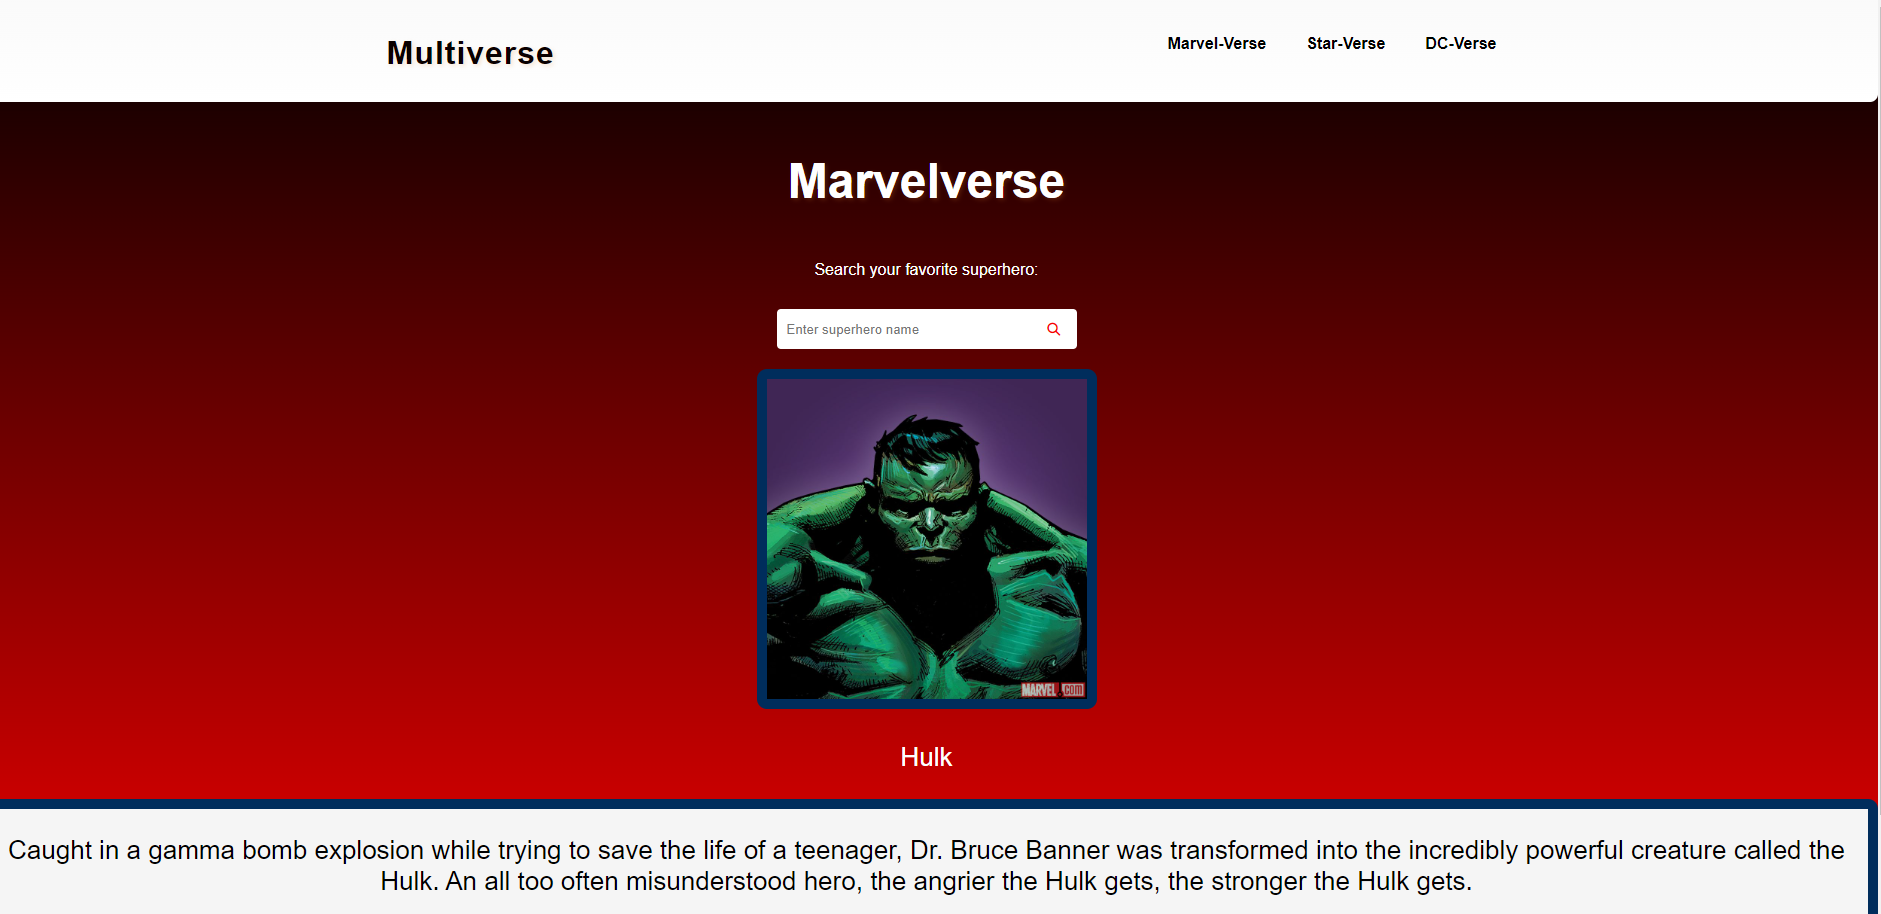 Multiverse
Marvel-Verse
Star-Verse
DC-Verse
Marvelverse
Search your favorite superhero:
Enter superhero name
MARVEL.com
Hulk
Caught in a gamma bomb explosion while trying to save the life of a teenager, Dr. Bruce Banner was transformed into the incredibly powerful creature called the
Hulk. An all too often misunderstood hero, the angrier the Hulk gets, the stronger the Hulk gets.